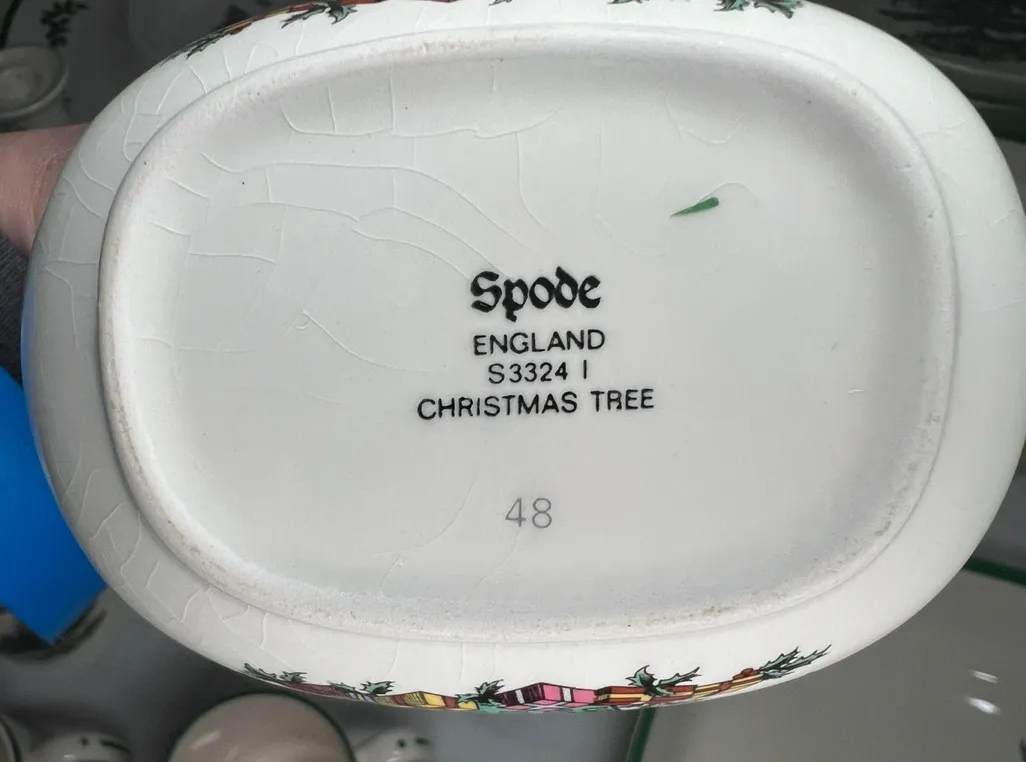 Spode
ENGLAND
S3324 I
CHRISTMAS TREE
48